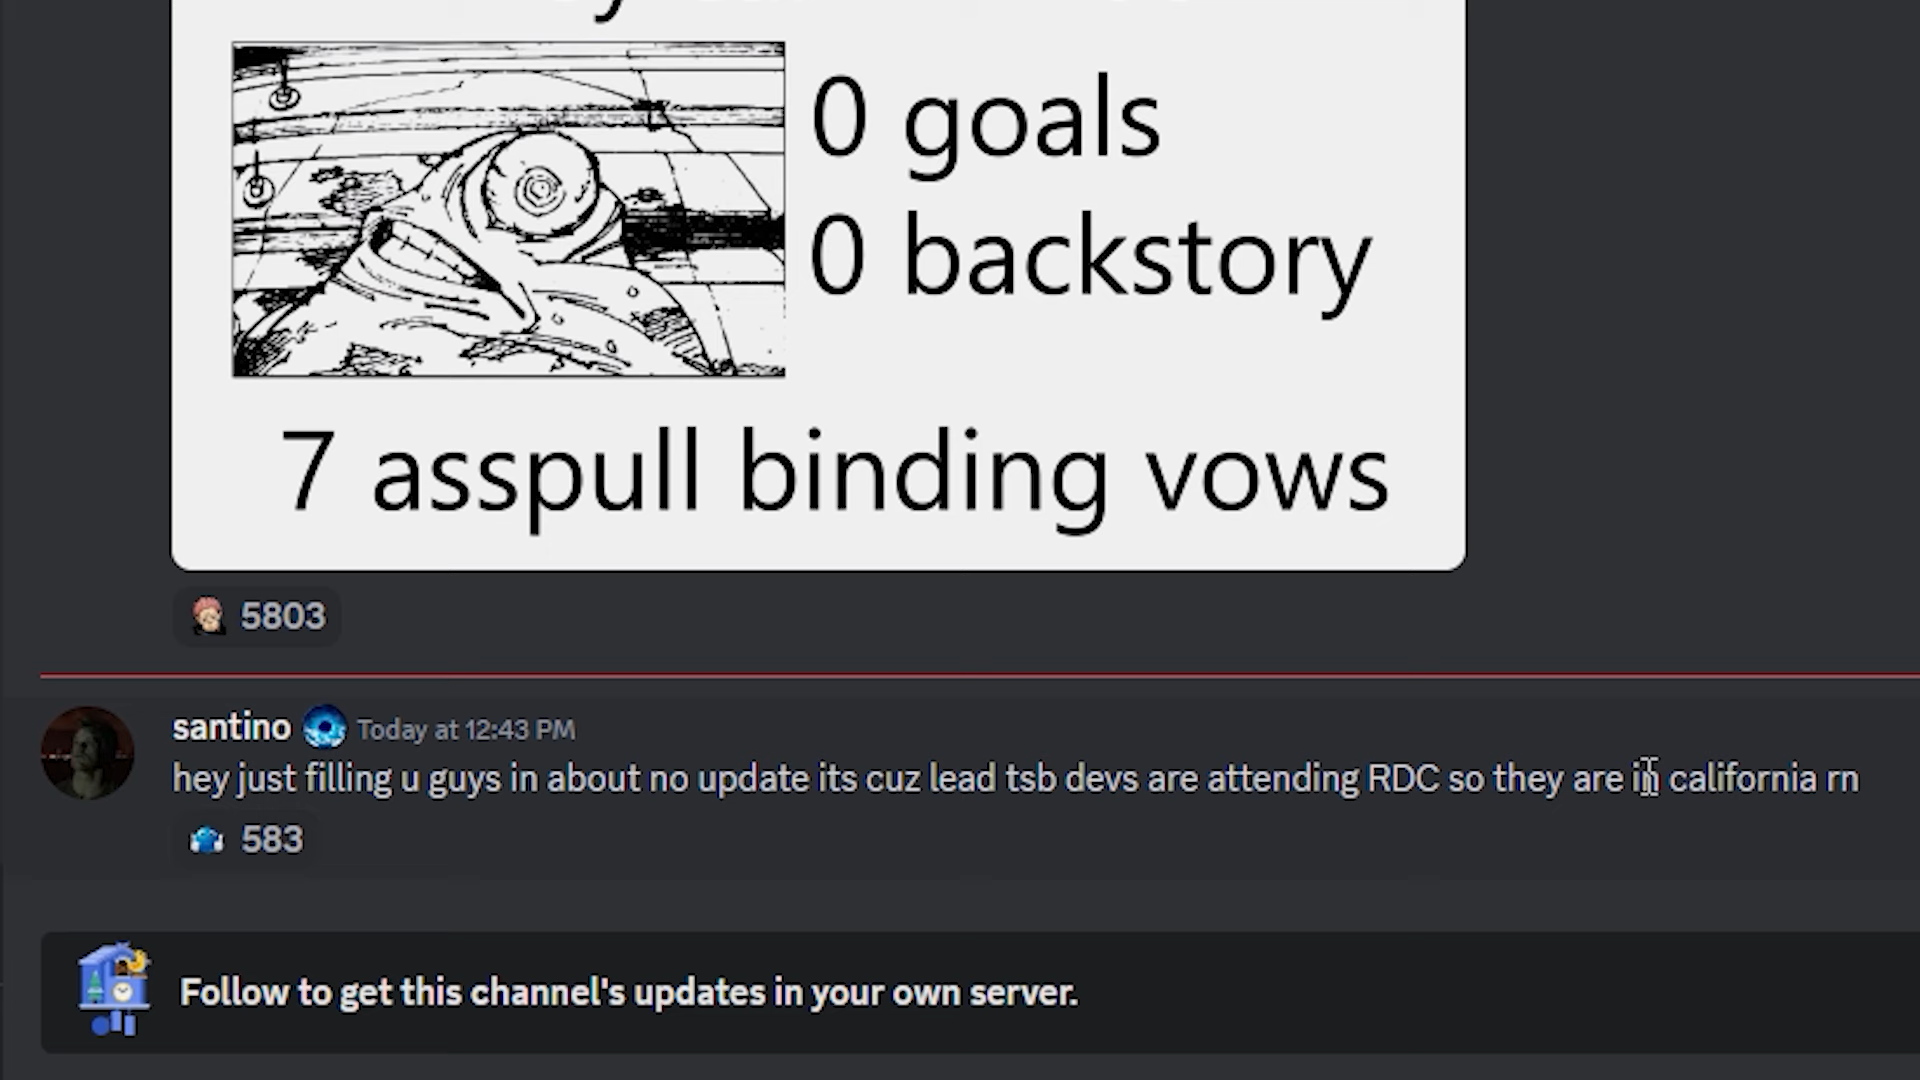 0 goals
0 backstory
7 asspull binding vows
5803
santino Today at 12:43 PM
hey just filling u guys in about no update its cuz lead tsb devs are attending RDC so they are in california rn
583
Follow to get this channel's updates in your own server.